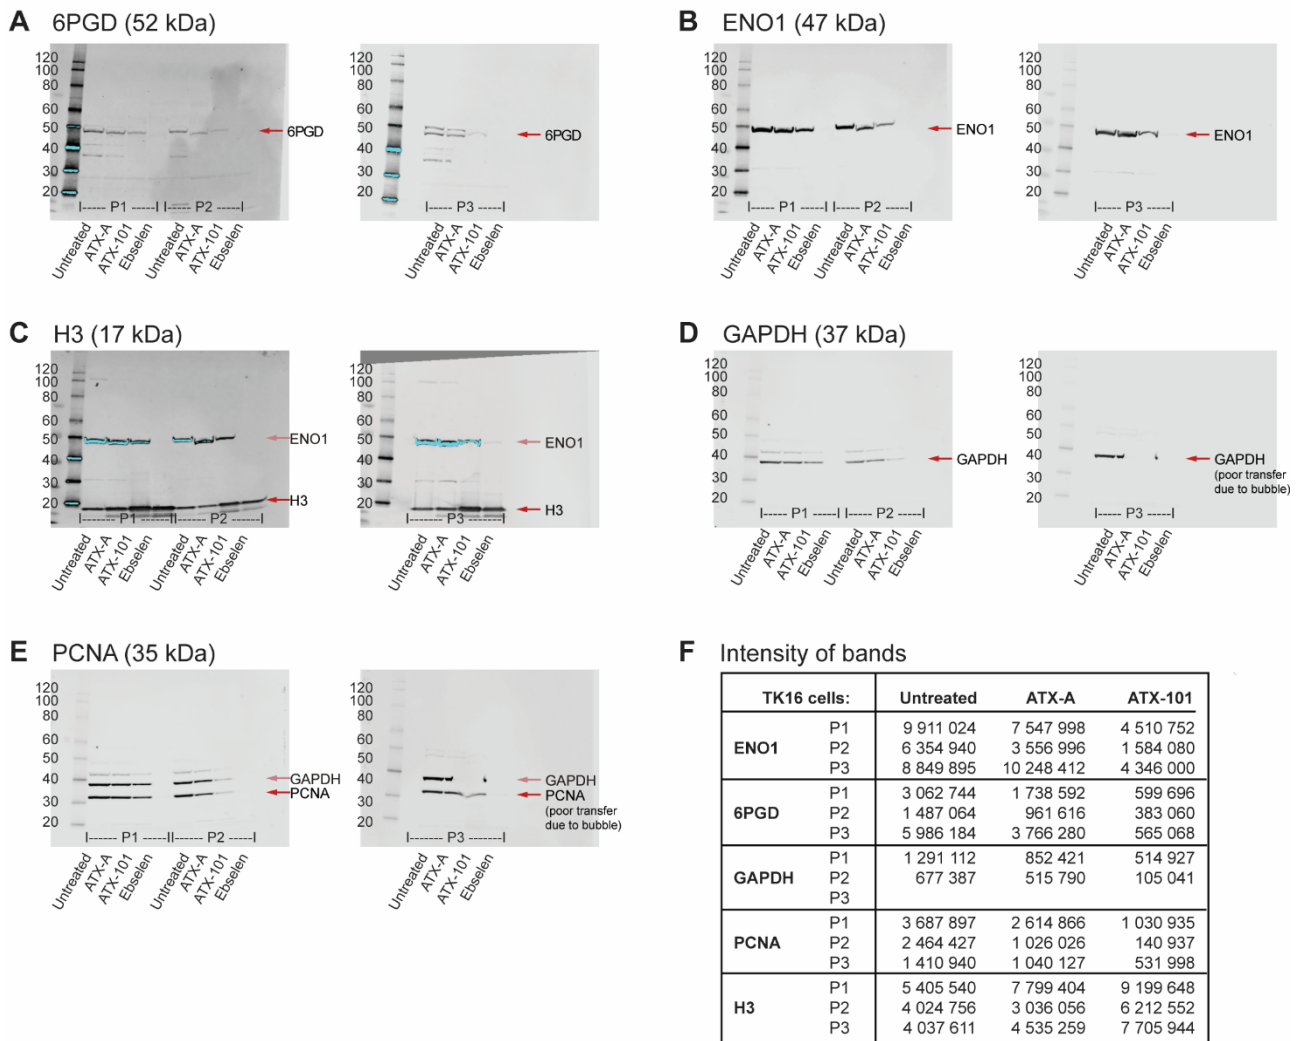 A 6PGD (52 kDa)
120
100
80
60
50
40
30
20
6PGD
I----- P1 -----I I----- P2 -----I
Untreated
ATX-A
ATX-101
Ebselen
Untreated
ATX-A
ATX-101
Ebselen
120
100
80
60
50
40
30
20
6PGD
I------ P3 ------I
Untreated
ATX-A
ATX-101
Ebselen
B ENO1 (47 kDa)
120
100
80
60
50
40
30
20
ENO1
I------ P1 -----I I----- P2 -----I
Untreated
ATX-A
ATX-101
Ebselen
Untreated
ATX-A
ATX-101
Ebselen
120
100
80
60
50
40
30
20
ENO1
I------ P3 ------I
Untreated
ATX-A
ATX-101
Ebselen
C H3 (17 kDa)
120
100
80
60
50
40
30
20
ENO1
H3
I------ P1 ------I I------ P2 ------I
Untreated
ATX-A
ATX-101
Ebselen
Untreated
ATX-A
ATX-101
Ebselen
120
100
80
60
50
40
30
20
ENO1
H3
I------ P3 ------I
Untreated
ATX-A
ATX-101
Ebselen
D GAPDH (37 kDa)
120
100
80
60
50
40
30
20
GAPDH
I------ P1 -----I I----- P2 -----I
Untreated
ATX-A
ATX-101
Ebselen
Untreated
ATX-A
ATX-101
Ebselen
120
100
80
60
50
40
30
20
GAPDH
(poor transfer
due to bubble)
I------ P3 ------I
Untreated
ATX-A
ATX-101
Ebselen
E PCNA (35 kDa)
120
100
80
60
50
40
30
20
GAPDH
PCNA
I------ P1 ------I I------ P2 ------I
Untreated
ATX-A
ATX-101
Ebselen
Untreated
ATX-A
ATX-101
Ebselen
120
100
80
60
50
40
30
20
GAPDH
PCNA
(poor transfer
due to bubble)
I------ P3 ------I
Untreated
ATX-A
ATX-101
Ebselen
F Intensity of bands
TK16 cells: Untreated ATX-A ATX-101
P1 9 911 024 7 547 998 4 510 752
ENO1 P2 6 354 940 3 556 996 1 584 080
P3 8 849 895 10 248 412 4 346 000
P1 3 062 744 1 738 592 599 696
6PGD P2 1 487 064 961 616 383 060
P3 5 986 184 3 766 280 565 068
P1 1 291 112 852 421 514 927
GAPDH P2 677 387 515 790 105 041
P3
P1 3 687 897 2 614 866 1 030 935
PCNA P2 2 464 427 1 026 026 140 937
P3 1 410 940 1 040 127 531 998
P1 5 405 540 7 799 404 9 199 648
H3 P2 4 024 756 3 036 056 6 212 552
P3 4 037 611 4 535 259 7 705 944